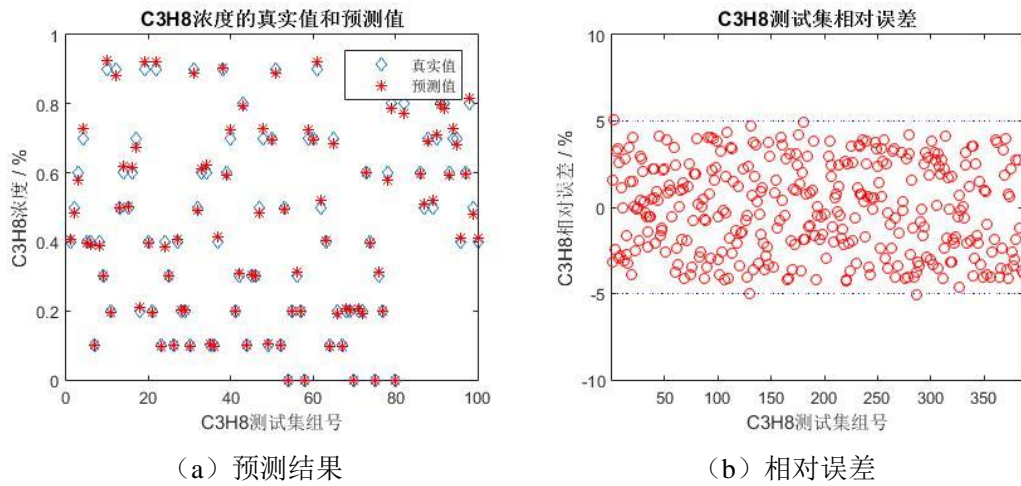 C3H8浓度的真实值和预测值
1
0.8
0.6
0.4
0.2
0
0
20
40
60
80
100
C3H8浓度 / %
C3H8测试集组号
真实值
预测值
（a）预测结果
C3H8测试集相对误差
10
5
0
-5
-10
50
100
150
200
250
300
350
C3H8相对误差 / %
C3H8测试集组号
（b）相对误差